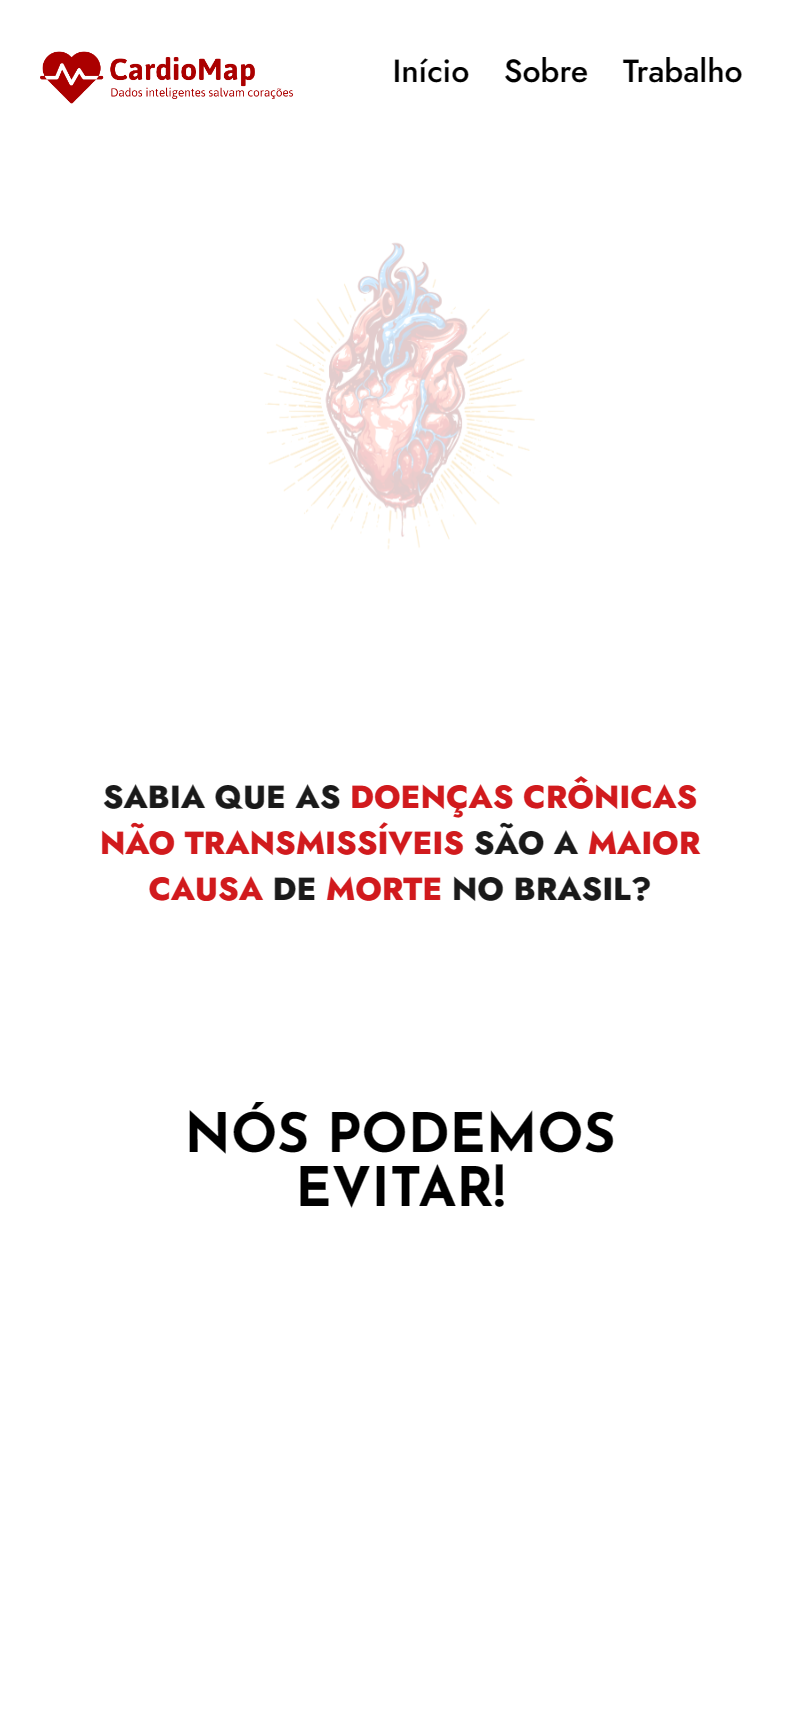 CardioMap
Dados inteligentes salvam corações
Início Sobre Trabalho
SABIA QUE AS DOENÇAS CRÔNICAS
NÃO TRANSMISSÍVEIS SÃO A MAIOR
CAUSA DE MORTE NO BRASIL?
NÓS PODEMOS
EVITAR!